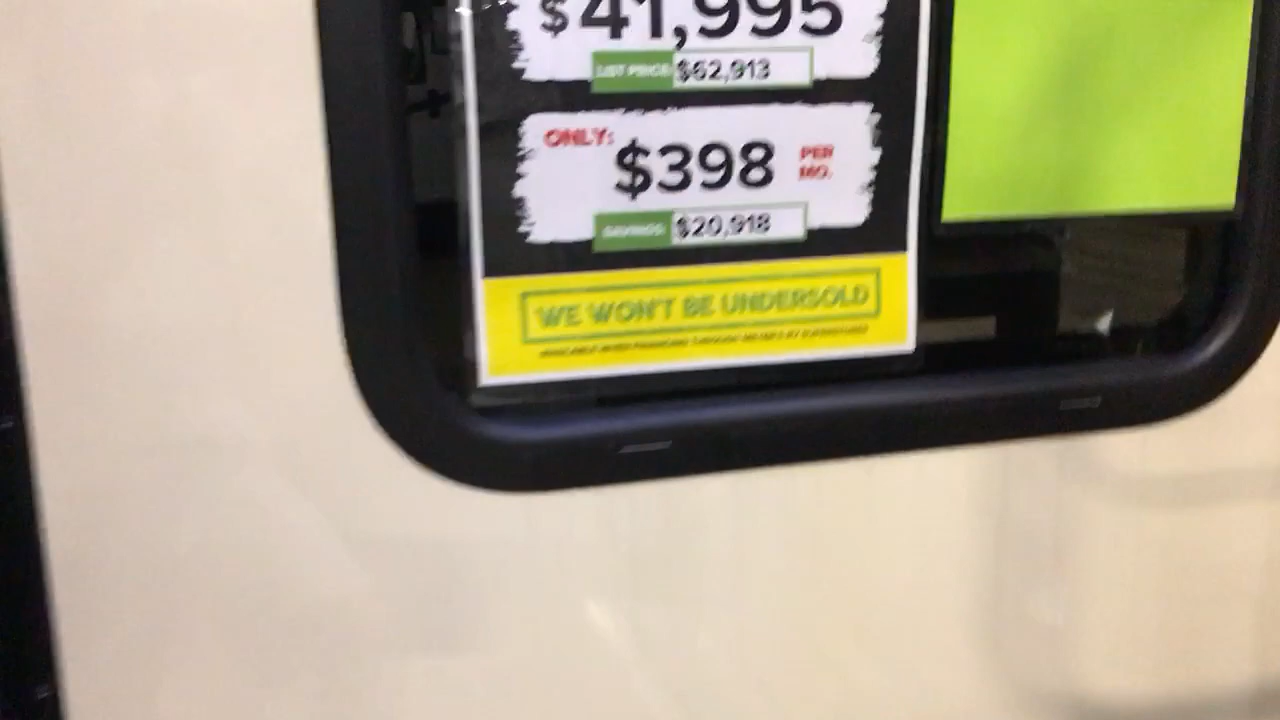 $41,995
LIST PRICE: $62,913
ONLY:
$398 PER MO.
SAVINGS: $20,918
WE WON'T BE UNDERSOLD